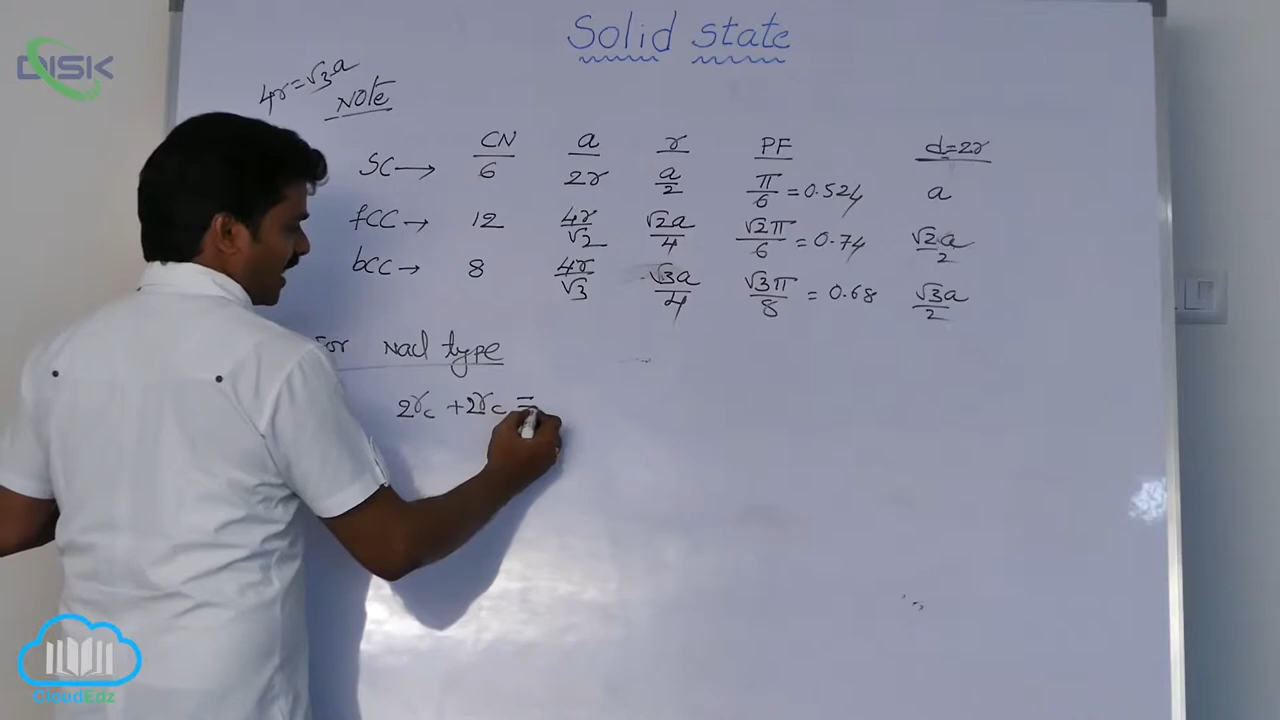 DISK
Solid state
4r=√3a
Note
CN a r PF d=2r
SC→ 6 2r a/2 π/6 = 0.524 a
fCC→ 12 4r/√2 √2a/4 √2π/6 = 0.74 √2a/2
bCC→ 8 4r/√3 √3a/4 √3π/8 = 0.68 √3a/2
For Nacl type
2rc + 2rc =
CloudEdz